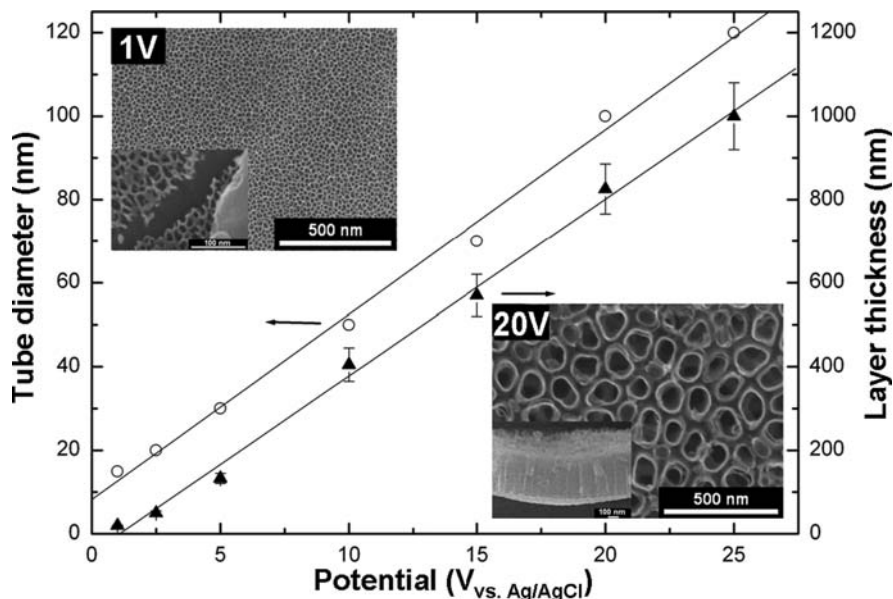 120
100
80
60
40
20
0
Tube diameter (nm)
1V
100 nm
500 nm
20V
100 nm
500 nm
1200
1000
800
600
400
200
0
Layer thickness (nm)
0 5 10 15 20 25
Potential (V vs. Ag/AgCl)